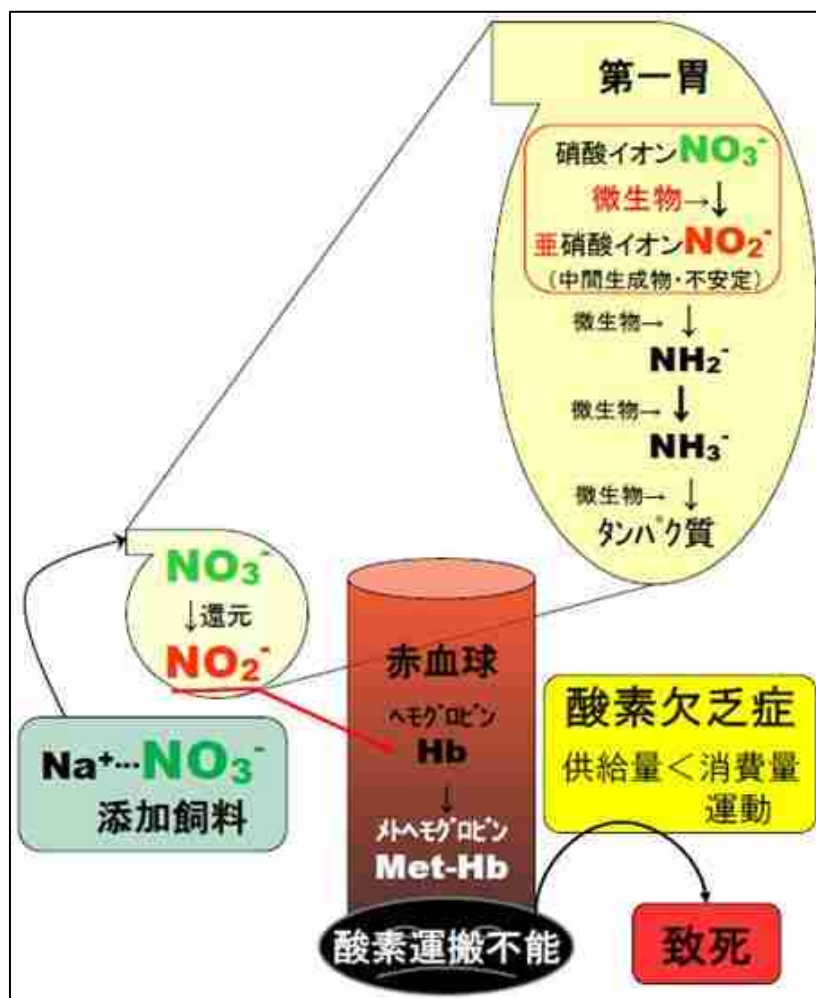 第一胃
硝酸イオンNO₃⁻
微生物→↓
亜硝酸イオンNO₂⁻
(中間生成物・不安定)
微生物→ ↓
NH₂⁻
微生物→ ↓
NH₃⁻
微生物→ ↓
タンパク質
NO₃⁻
↓還元
NO₂⁻
Na⁺…NO₃⁻
添加飼料
赤血球
ヘモグロビン
Hb
↓
メトヘモグロビン
Met-Hb
酸素運搬不能
酸素欠乏症
供給量<消費量
運動
致死